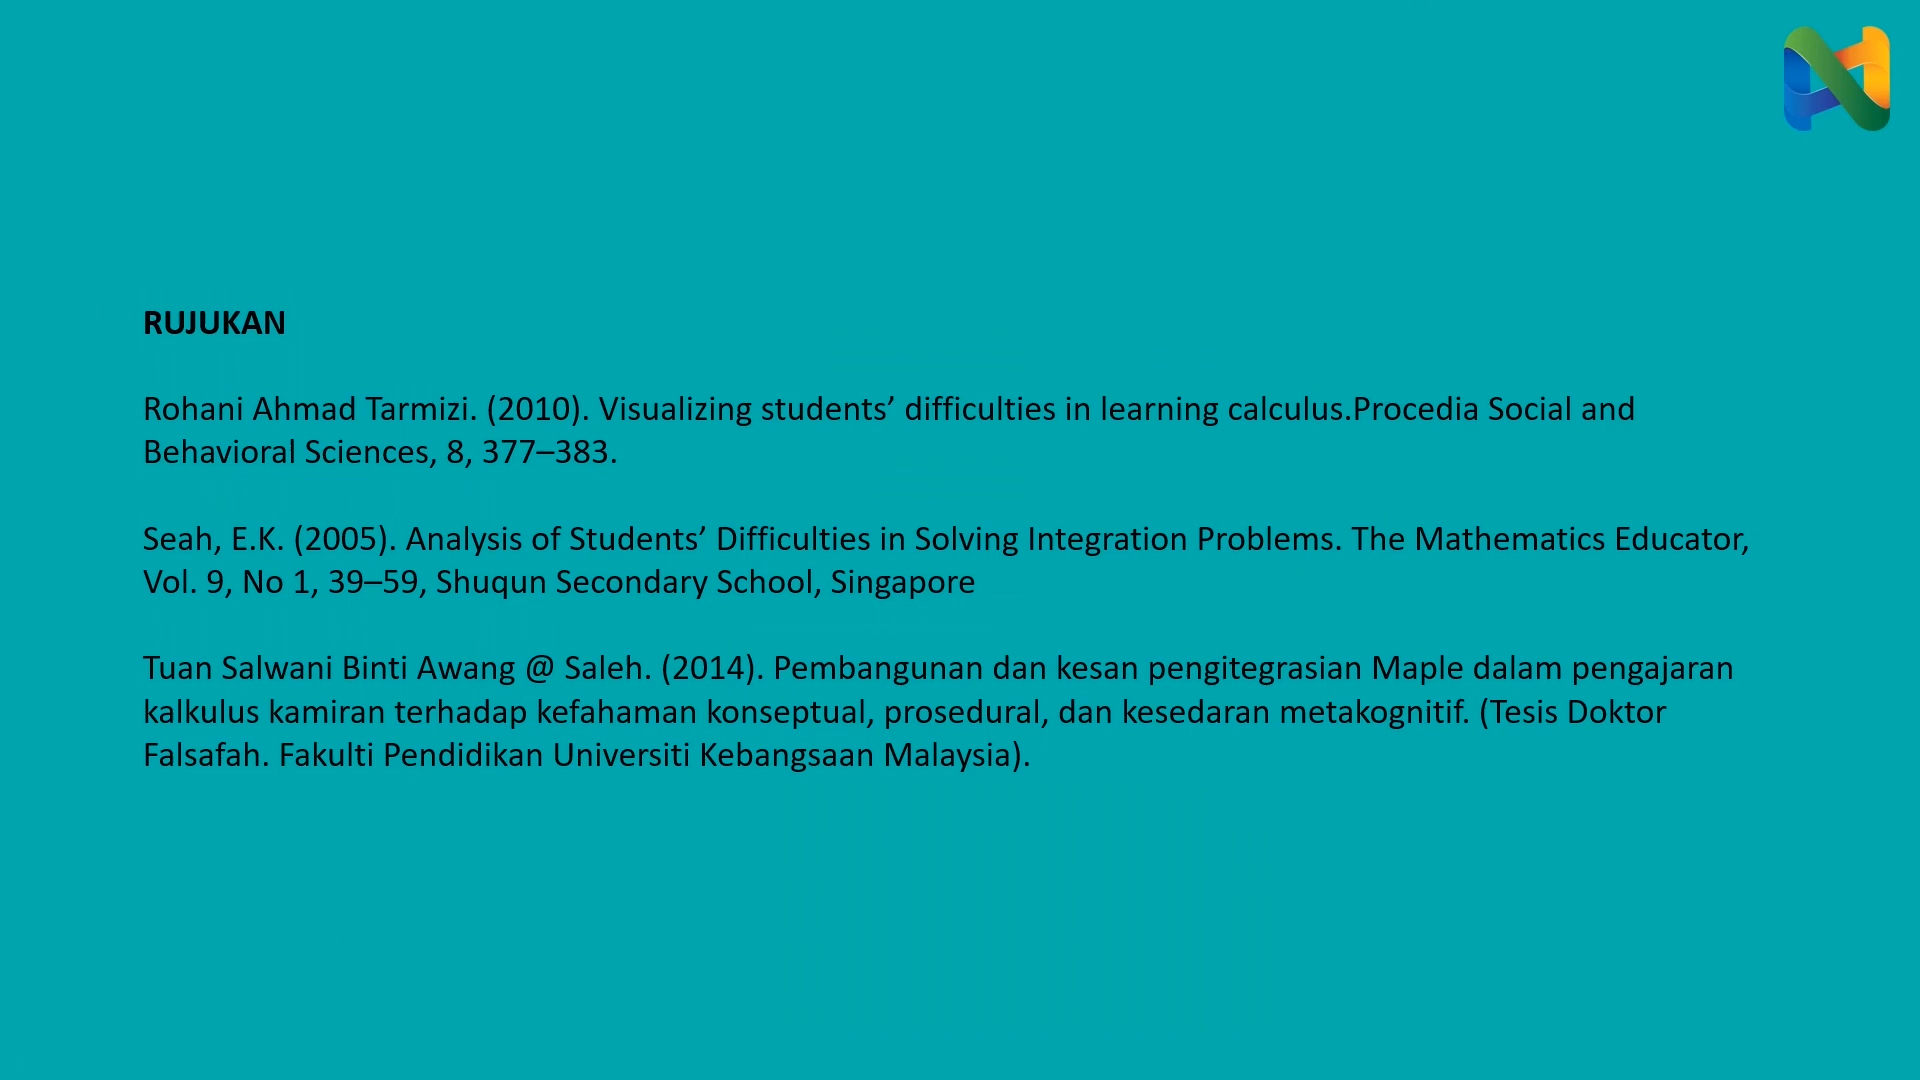 RUJUKAN
Rohani Ahmad Tarmizi. (2010). Visualizing students’ difficulties in learning calculus.Procedia Social and
Behavioral Sciences, 8, 377–383.
Seah, E.K. (2005). Analysis of Students’ Difficulties in Solving Integration Problems. The Mathematics Educator,
Vol. 9, No 1, 39–59, Shuqun Secondary School, Singapore
Tuan Salwani Binti Awang @ Saleh. (2014). Pembangunan dan kesan pengitegrasian Maple dalam pengajaran
kalkulus kamiran terhadap kefahaman konseptual, prosedural, dan kesedaran metakognitif. (Tesis Doktor
Falsafah. Fakulti Pendidikan Universiti Kebangsaan Malaysia).